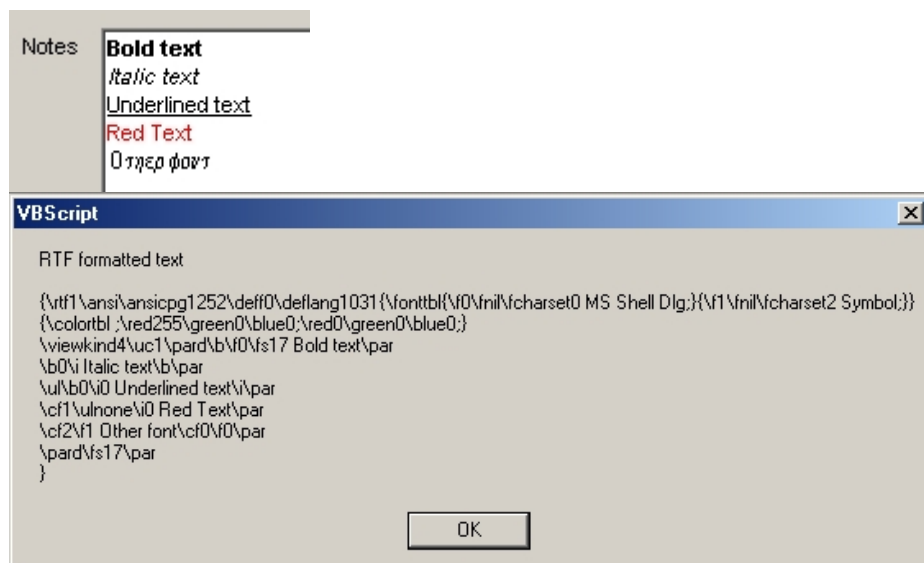 Notes
Bold text
Italic text
Underlined text
Red Text
Οτηερ φοντ
VBScript
RTF formatted text
{\rtf1\ansi\ansicpg1252\deff0\deflang1031{\fonttbl{\f0\fnil\fcharset0 MS Shell Dlg;}{\f1\fnil\fcharset2 Symbol;}}
{\colortbl ;\red255\green0\blue0;\red0\green0\blue0;}
\viewkind4\uc1\pard\b\f0\fs17 Bold text\par
\b0\i Italic text\b\par
\ul\b0\i0 Underlined text\i\par
\cf1\ulnone\i0 Red Text\par
\cf2\f1 Other font\cf0\f0\par
\pard\fs17\par
}
OK